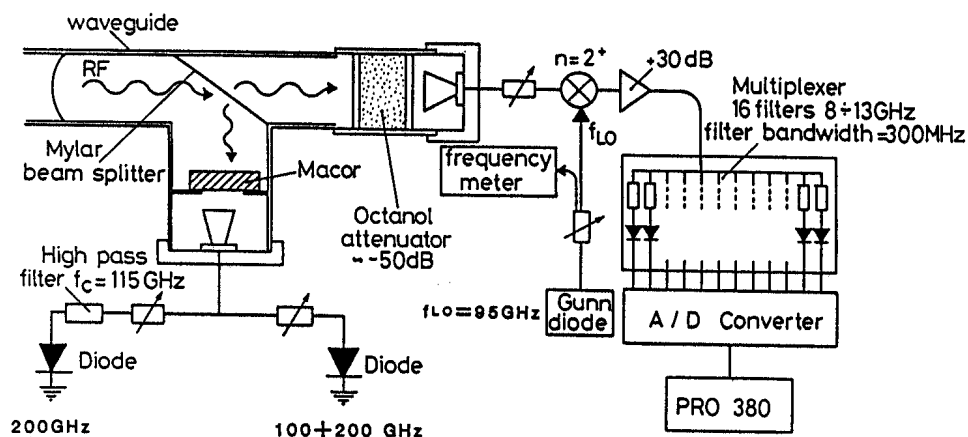 waveguide
RF
Mylar
beam splitter
Macor
Octanol
attenuator
~-50dB
High pass
filter fc=115GHz
Diode
Diode
200GHz
100+200 GHz
n=2+
+30dB
fLO
frequency
meter
fLO=95GHz
Gunn
diode
Multiplexer
16 filters 8÷13GHz
filter bandwidth=300MHz
A/D Converter
PRO 380